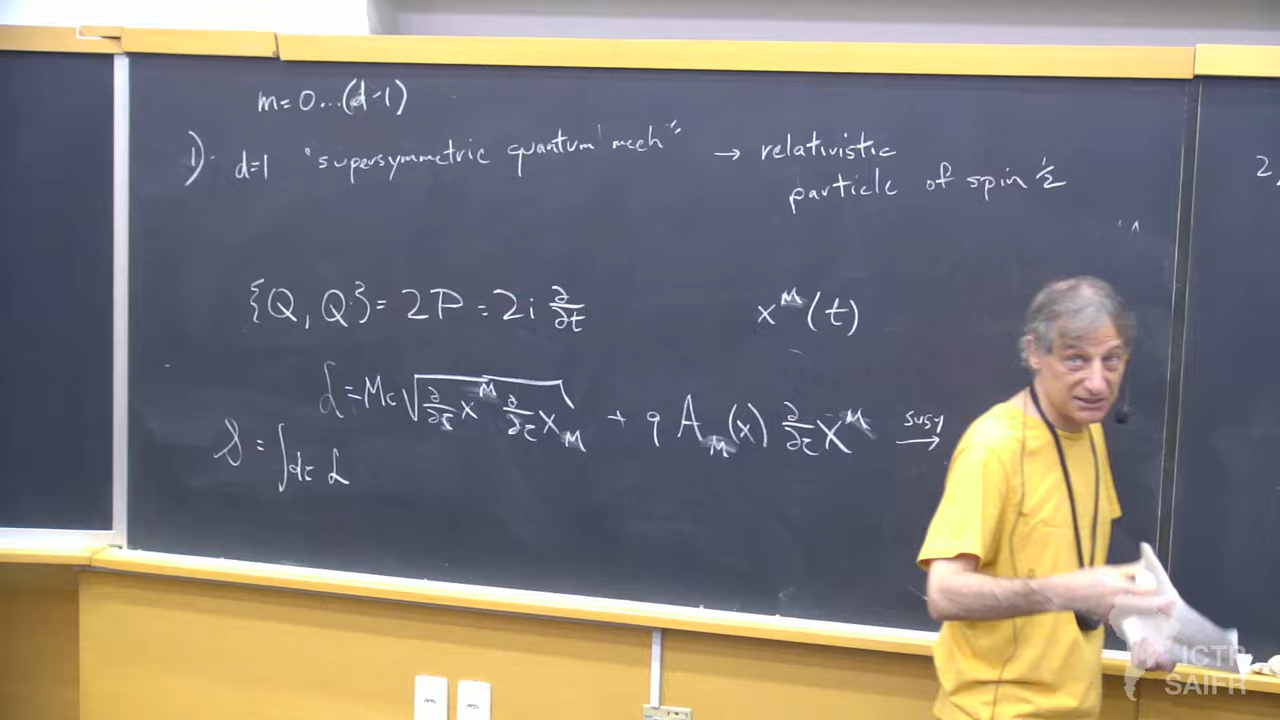 m=0...(d-1)
1). d=1 "supersymmetric quantum mech" → relativistic
particle of spin ½
{Q, Q} = 2P = 2i ∂/∂t
x^M(t)
ℒ = Mc √(∂/∂τ x^M ∂/∂τ x_M) + q A_M(x) ∂/∂τ x^M susy →
S = ∫dτ ℒ
2
ICTP
SAIFR